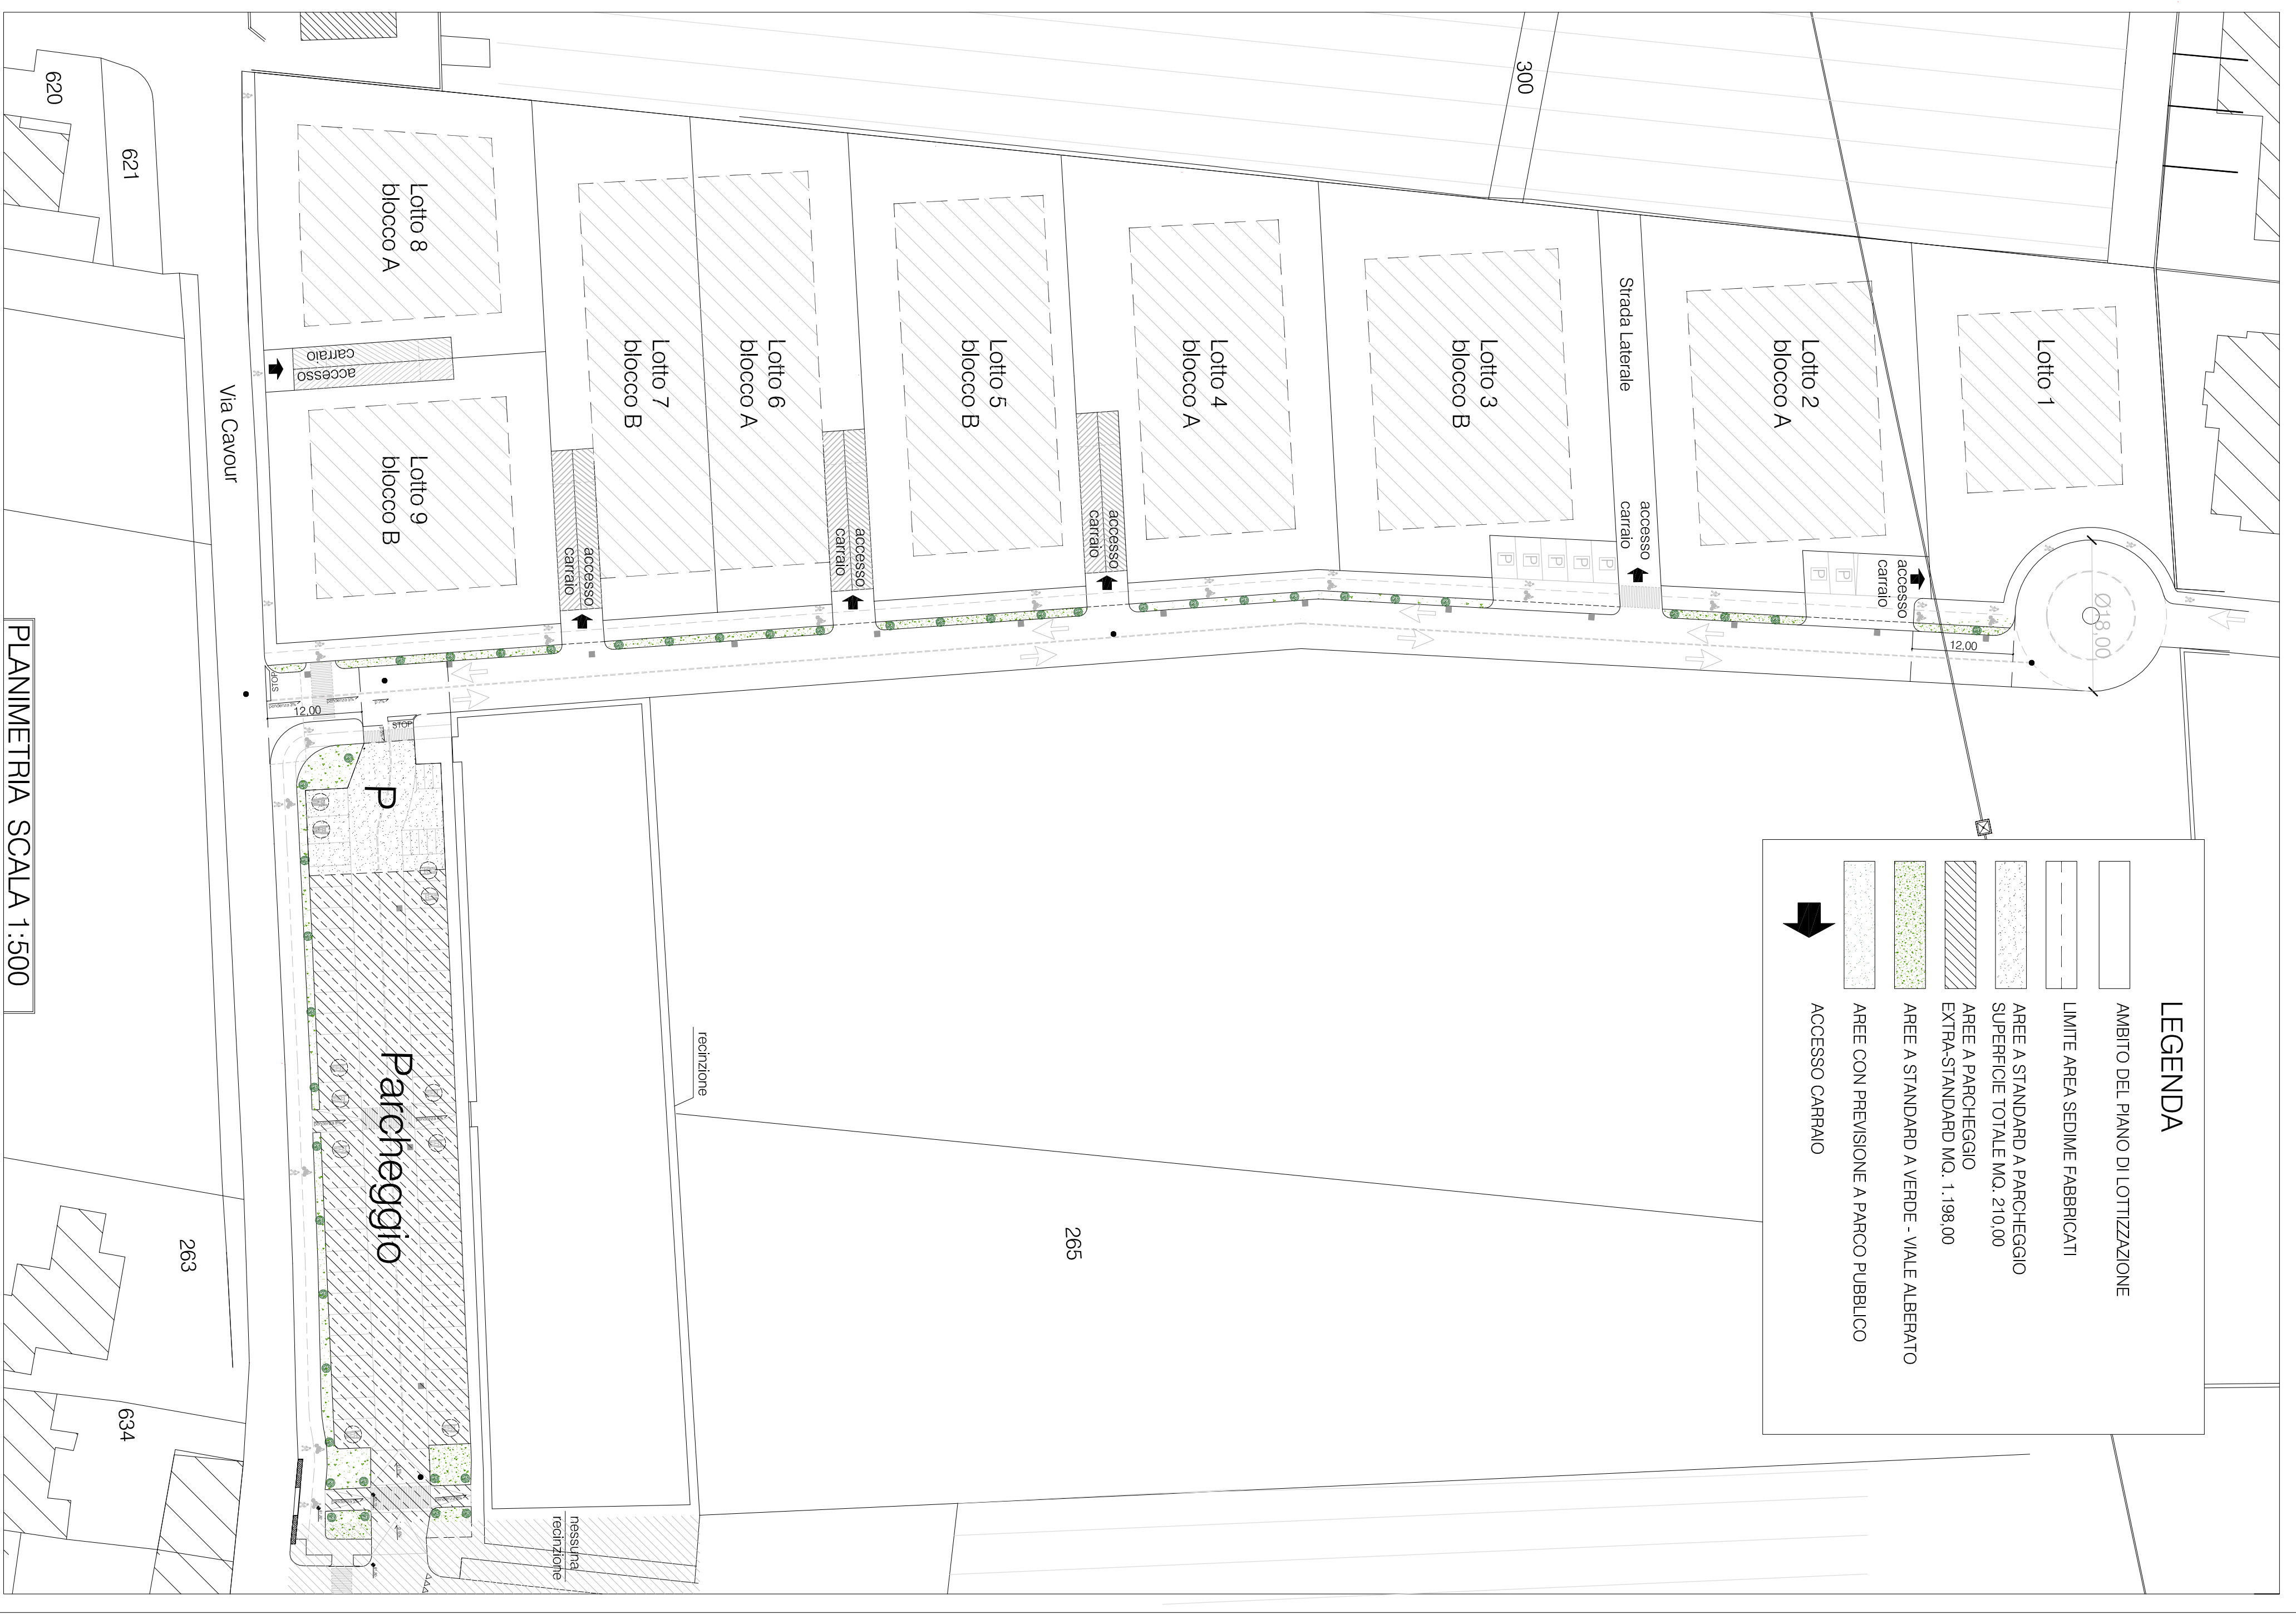 PLANIMETRIA SCALA 1:500
LEGENDA
AMBITO DEL PIANO DI LOTTIZZAZIONE
LIMITE AREA SEDIME FABBRICATI
AREE A STANDARD A PARCHEGGIO
SUPERFICIE TOTALE MQ. 210,00
AREE A PARCHEGGIO
EXTRA-STANDARD MQ. 1.198,00
AREE A STANDARD A VERDE - VIALE ALBERATO
AREE CON PREVISIONE A PARCO PUBBLICO
ACCESSO CARRAIO
Lotto 1
Ø18,00
12,00
accesso
carraio
Lotto 2
blocco A
P
P
Strada Laterale
accesso
carraio
300
Lotto 3
blocco B
P
P
P
P
P
Lotto 4
blocco A
accesso
carraio
Lotto 5
blocco B
accesso
carraio
Lotto 6
blocco A
Lotto 7
blocco B
accesso
carraio
Lotto 8
blocco A
accesso
carraio
Lotto 9
blocco B
Via Cavour
620
621
STOP
12,00
STOP
P
Parcheggio
recinzione
265
263
634
nessuna
recinzione